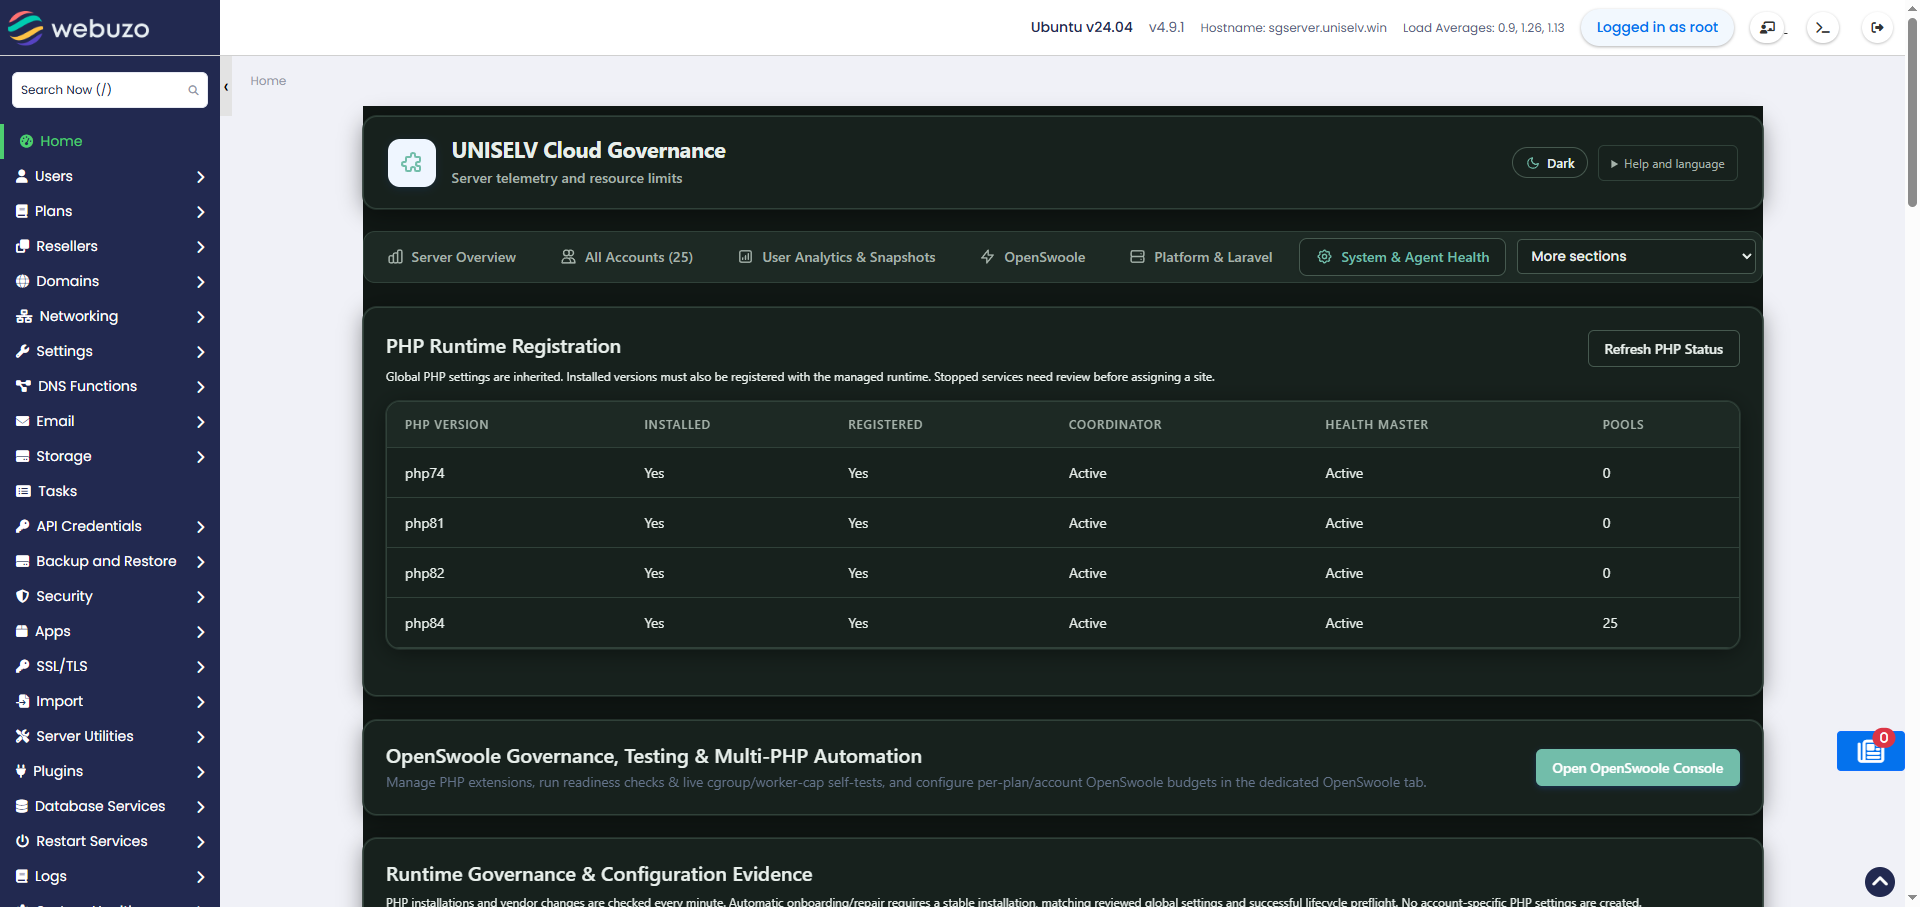 webuzo
Ubuntu v24.04 v4.9.1 Hostname: sgserver.uniselv.win Load Averages: 0.9, 1.26, 1.13 Logged in as root
Search Now (/)
Home
Users
Plans
Resellers
Domains
Networking
Settings
DNS Functions
Email
Storage
Tasks
API Credentials
Backup and Restore
Security
Apps
SSL/TLS
Import
Server Utilities
Plugins
Database Services
Restart Services
Logs
Home
UNISELV Cloud Governance
Server telemetry and resource limits
Dark
Help and language
Server Overview
All Accounts (25)
User Analytics & Snapshots
OpenSwoole
Platform & Laravel
System & Agent Health
More sections
PHP Runtime Registration
Refresh PHP Status
Global PHP settings are inherited. Installed versions must also be registered with the managed runtime. Stopped services need review before assigning a site.
PHP VERSION INSTALLED REGISTERED COORDINATOR HEALTH MASTER POOLS
php74 Yes Yes Active Active 0
php81 Yes Yes Active Active 0
php82 Yes Yes Active Active 0
php84 Yes Yes Active Active 25
OpenSwoole Governance, Testing & Multi-PHP Automation
Manage PHP extensions, run readiness checks & live cgroup/worker-cap self-tests, and configure per-plan/account OpenSwoole budgets in the dedicated OpenSwoole tab.
Open OpenSwoole Console
0
Runtime Governance & Configuration Evidence
PHP installations and vendor changes are checked every minute. Automatic onboarding/repair requires a stable installation, matching reviewed global settings and successful lifecycle preflight. No account-specific PHP settings are created.